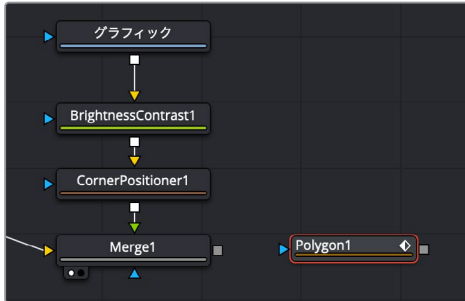 グラフィック
BrightnessContrast1
CornerPositioner1
Merge1
Polygon1